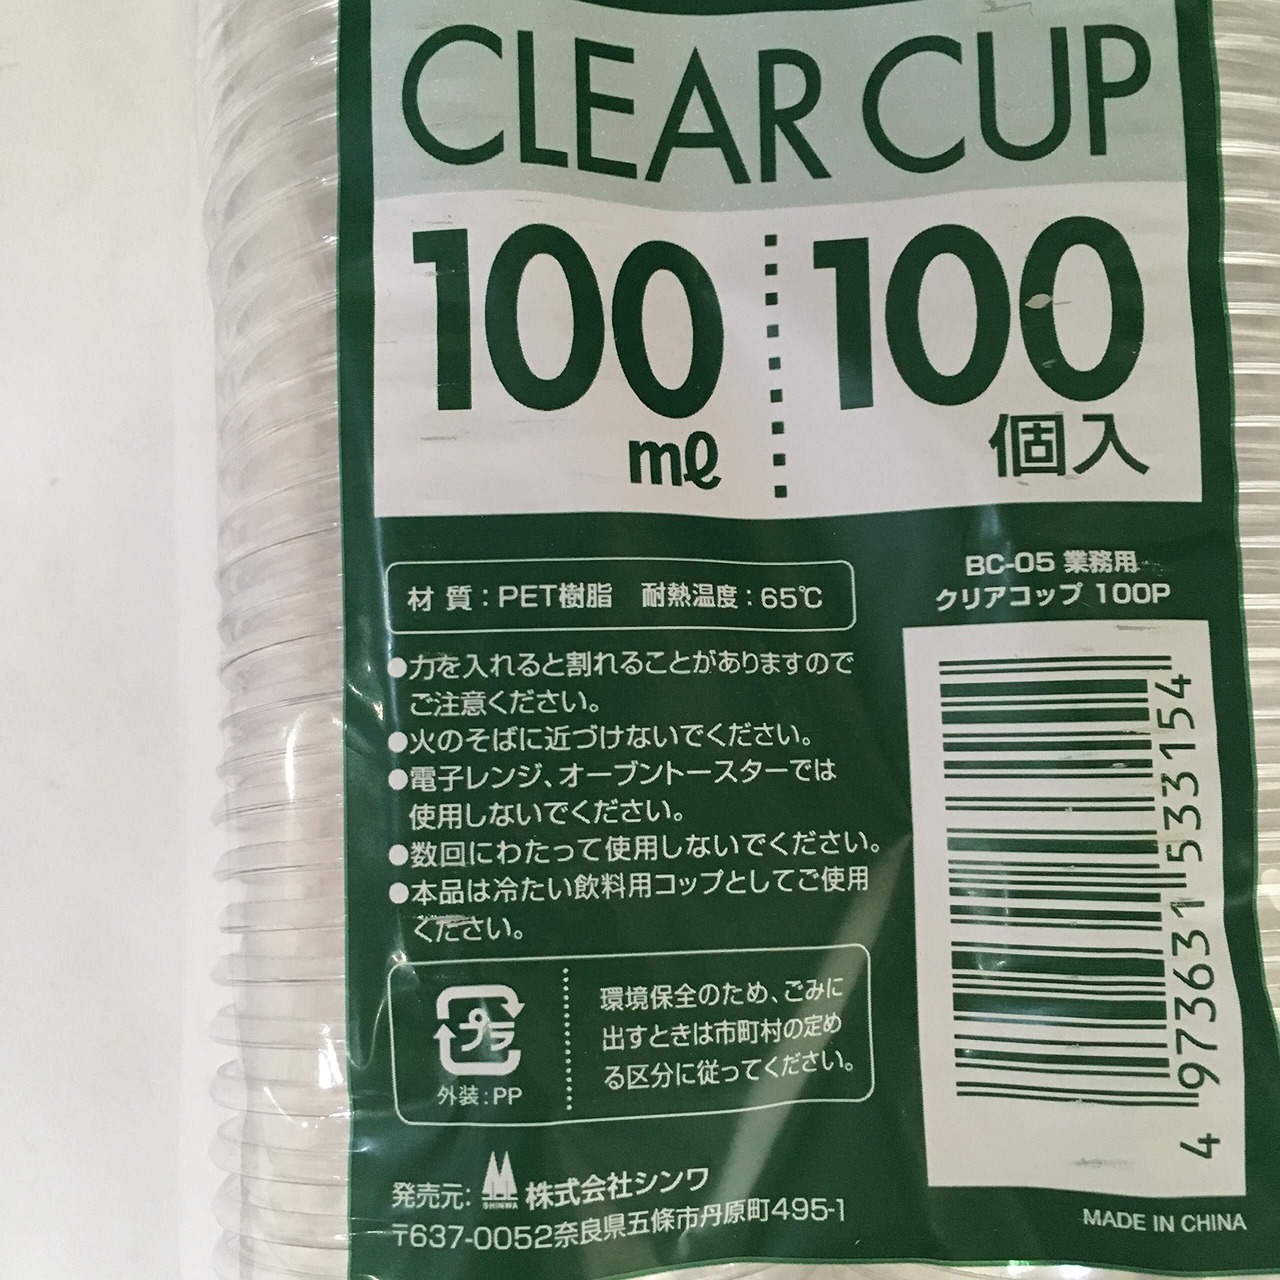 CLEAR CUP
100 ml
100 個入
材 質：PET樹脂 耐熱温度：65℃
●力を入れると割れることがありますので
ご注意ください。
●火のそばに近づけないでください。
●電子レンジ、オーブントースターでは
使用しないでください。
●数回にわたって使用しないでください。
●本品は冷たい飲料用コップとしてご使用
ください。
プラ
外装：PP
環境保全のため、ごみに
出すときは市町村の定め
る区分に従ってください。
発売元：SHINWA 株式会社シンワ
〒637-0052奈良県五條市丹原町495-1
BC-05 業務用
クリアコップ 100P
4 973631 533154
MADE IN CHINA